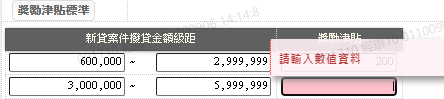 獎勵津貼標準
新貸案件撥貸金額級距 獎勵津貼
600,000 ~ 2,999,999 200
請輸入數值資料
3,000,000 ~ 5,999,999